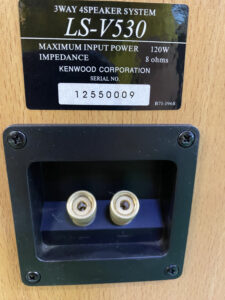 3WAY 4SPEAKER SYSTEM
LS-V530
MAXIMUM INPUT POWER 120W
IMPEDANCE 8 ohms
KENWOOD CORPORATION
SERIAL NO.
12550009